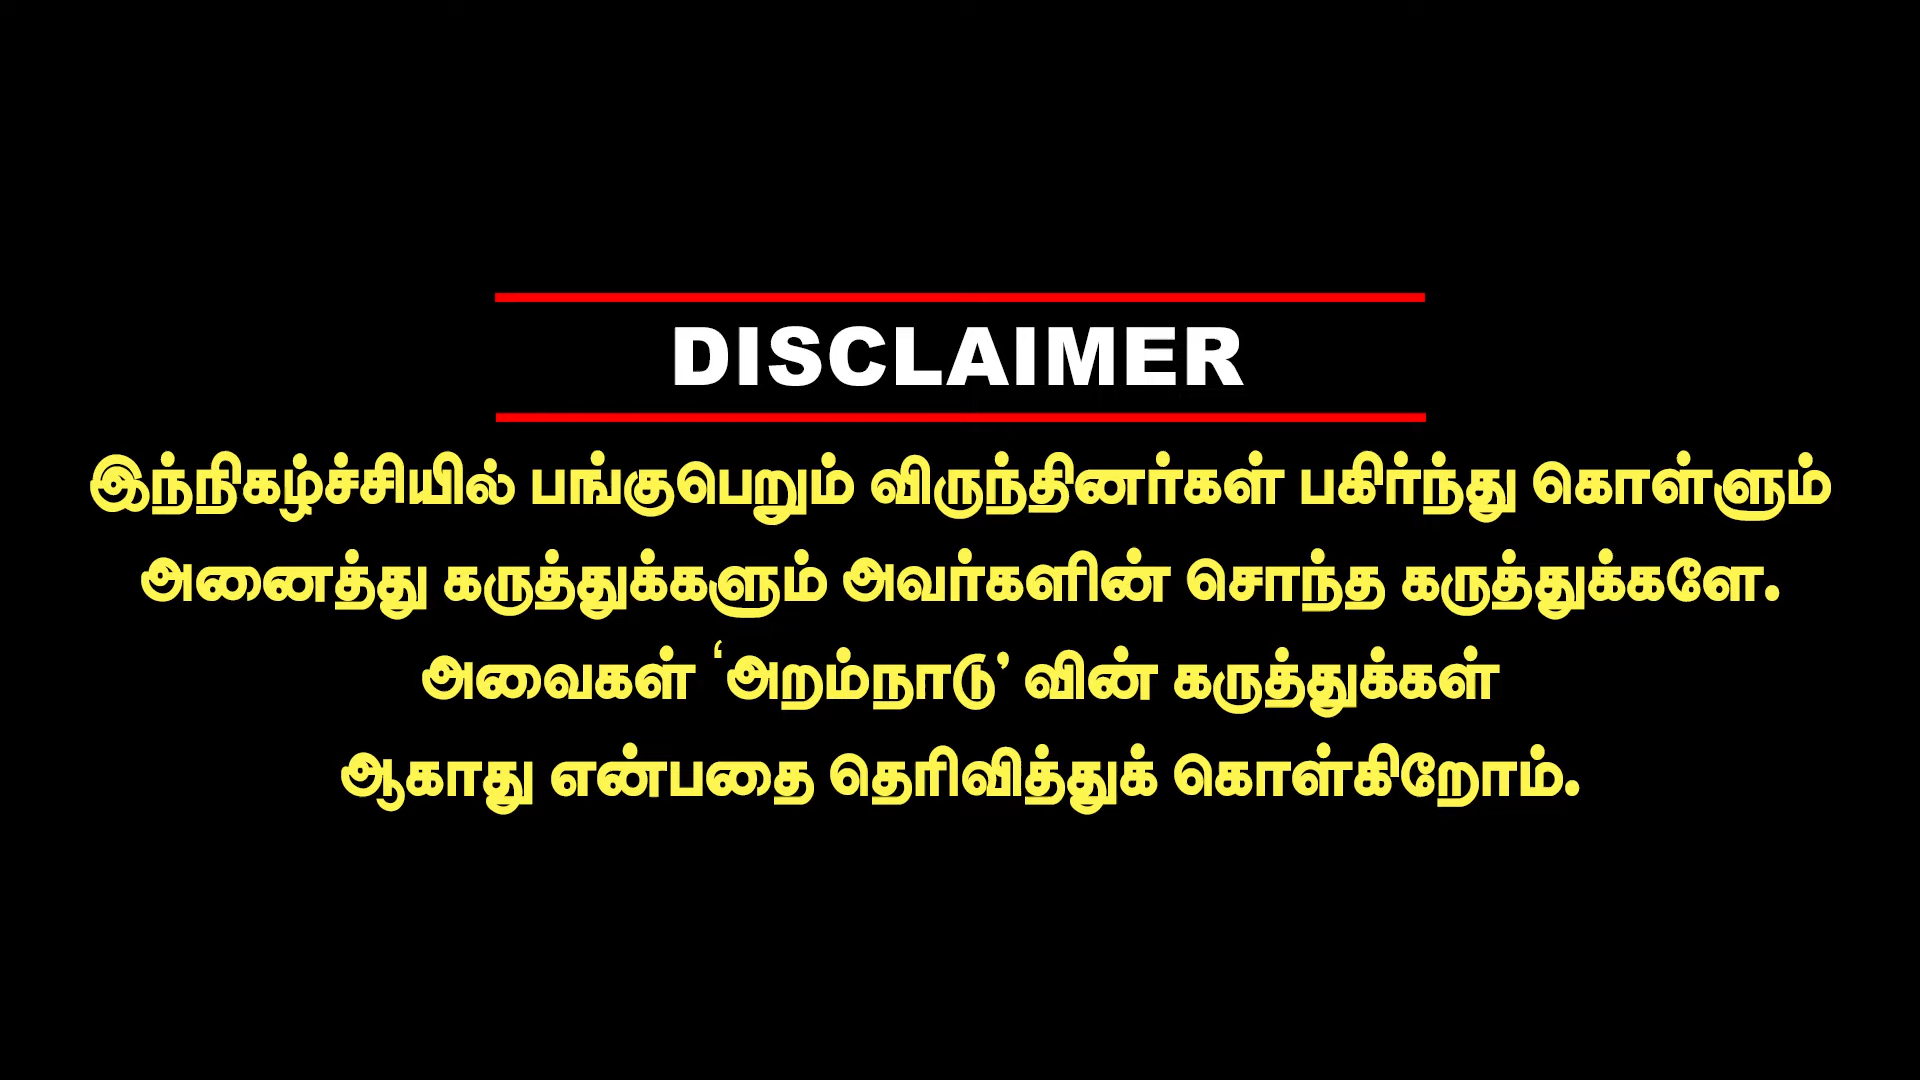 DISCLAIMER
இந்நிகழ்ச்சியில் பங்குபெறும் விருந்தினர்கள் பகிர்ந்து கொள்ளும்
அனைத்து கருத்துக்களும் அவர்களின் சொந்த கருத்துக்களே.
அவைகள் ‘அறம்நாடு’ வின் கருத்துக்கள்
ஆகாது என்பதை தெரிவித்துக் கொள்கிறோம்.